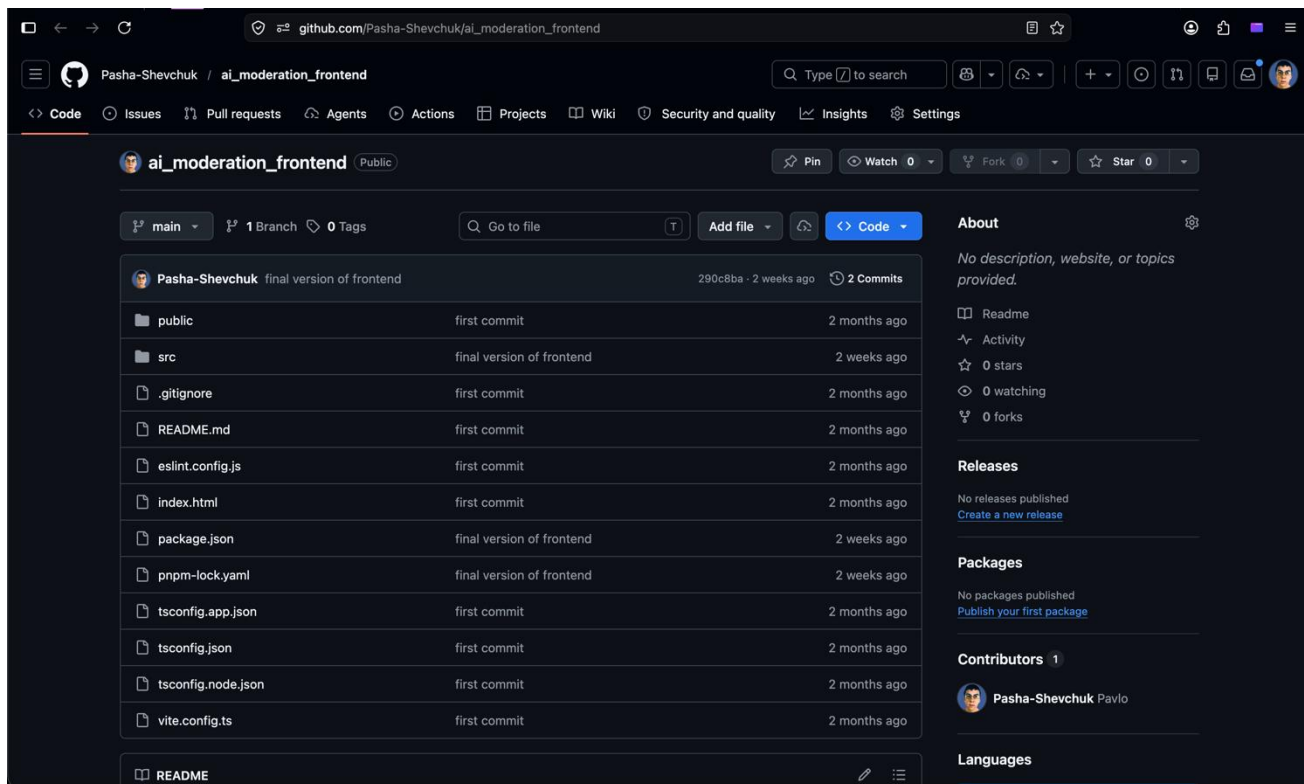 github.com/Pasha-Shevchuk/ai_moderation_frontend
Pasha-Shevchuk / ai_moderation_frontend
Type / to search
Code Issues Pull requests Agents Actions Projects Wiki Security and quality Insights Settings
ai_moderation_frontend Public
Pin Watch 0 Fork 0 Star 0
main 1 Branch 0 Tags Go to file T Add file Code
Pasha-Shevchuk final version of frontend 290c8ba · 2 weeks ago 2 Commits
public first commit 2 months ago
src final version of frontend 2 weeks ago
.gitignore first commit 2 months ago
README.md first commit 2 months ago
eslint.config.js first commit 2 months ago
index.html first commit 2 months ago
package.json final version of frontend 2 weeks ago
pnpm-lock.yaml final version of frontend 2 weeks ago
tsconfig.app.json first commit 2 months ago
tsconfig.json first commit 2 months ago
tsconfig.node.json first commit 2 months ago
vite.config.ts first commit 2 months ago
README
About
No description, website, or topics
provided.
Readme
Activity
0 stars
0 watching
0 forks
Releases
No releases published
Create a new release
Packages
No packages published
Publish your first package
Contributors 1
Pasha-Shevchuk Pavlo
Languages